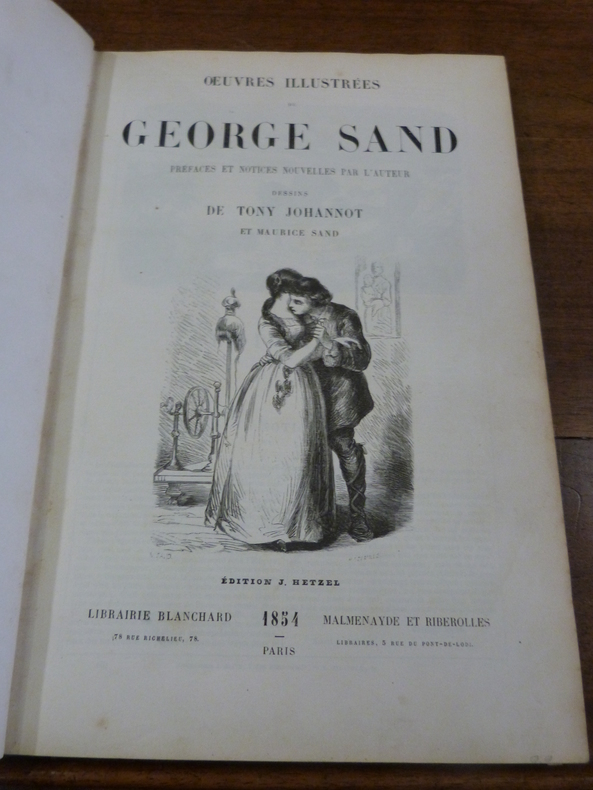 ŒUVRES ILLUSTRÉES
DE
GEORGE SAND
PRÉFACES ET NOTICES NOUVELLES PAR L'AUTEUR
DESSINS
DE TONY JOHANNOT
ET MAURICE SAND
ÉDITION J. HETZEL
LIBRAIRIE BLANCHARD
78 RUE RICHELIEU, 78.
1854
PARIS
MALMENAYDE ET RIBEROLLES
LIBRAIRES, 5 RUE DU PONT-DE-LODI.